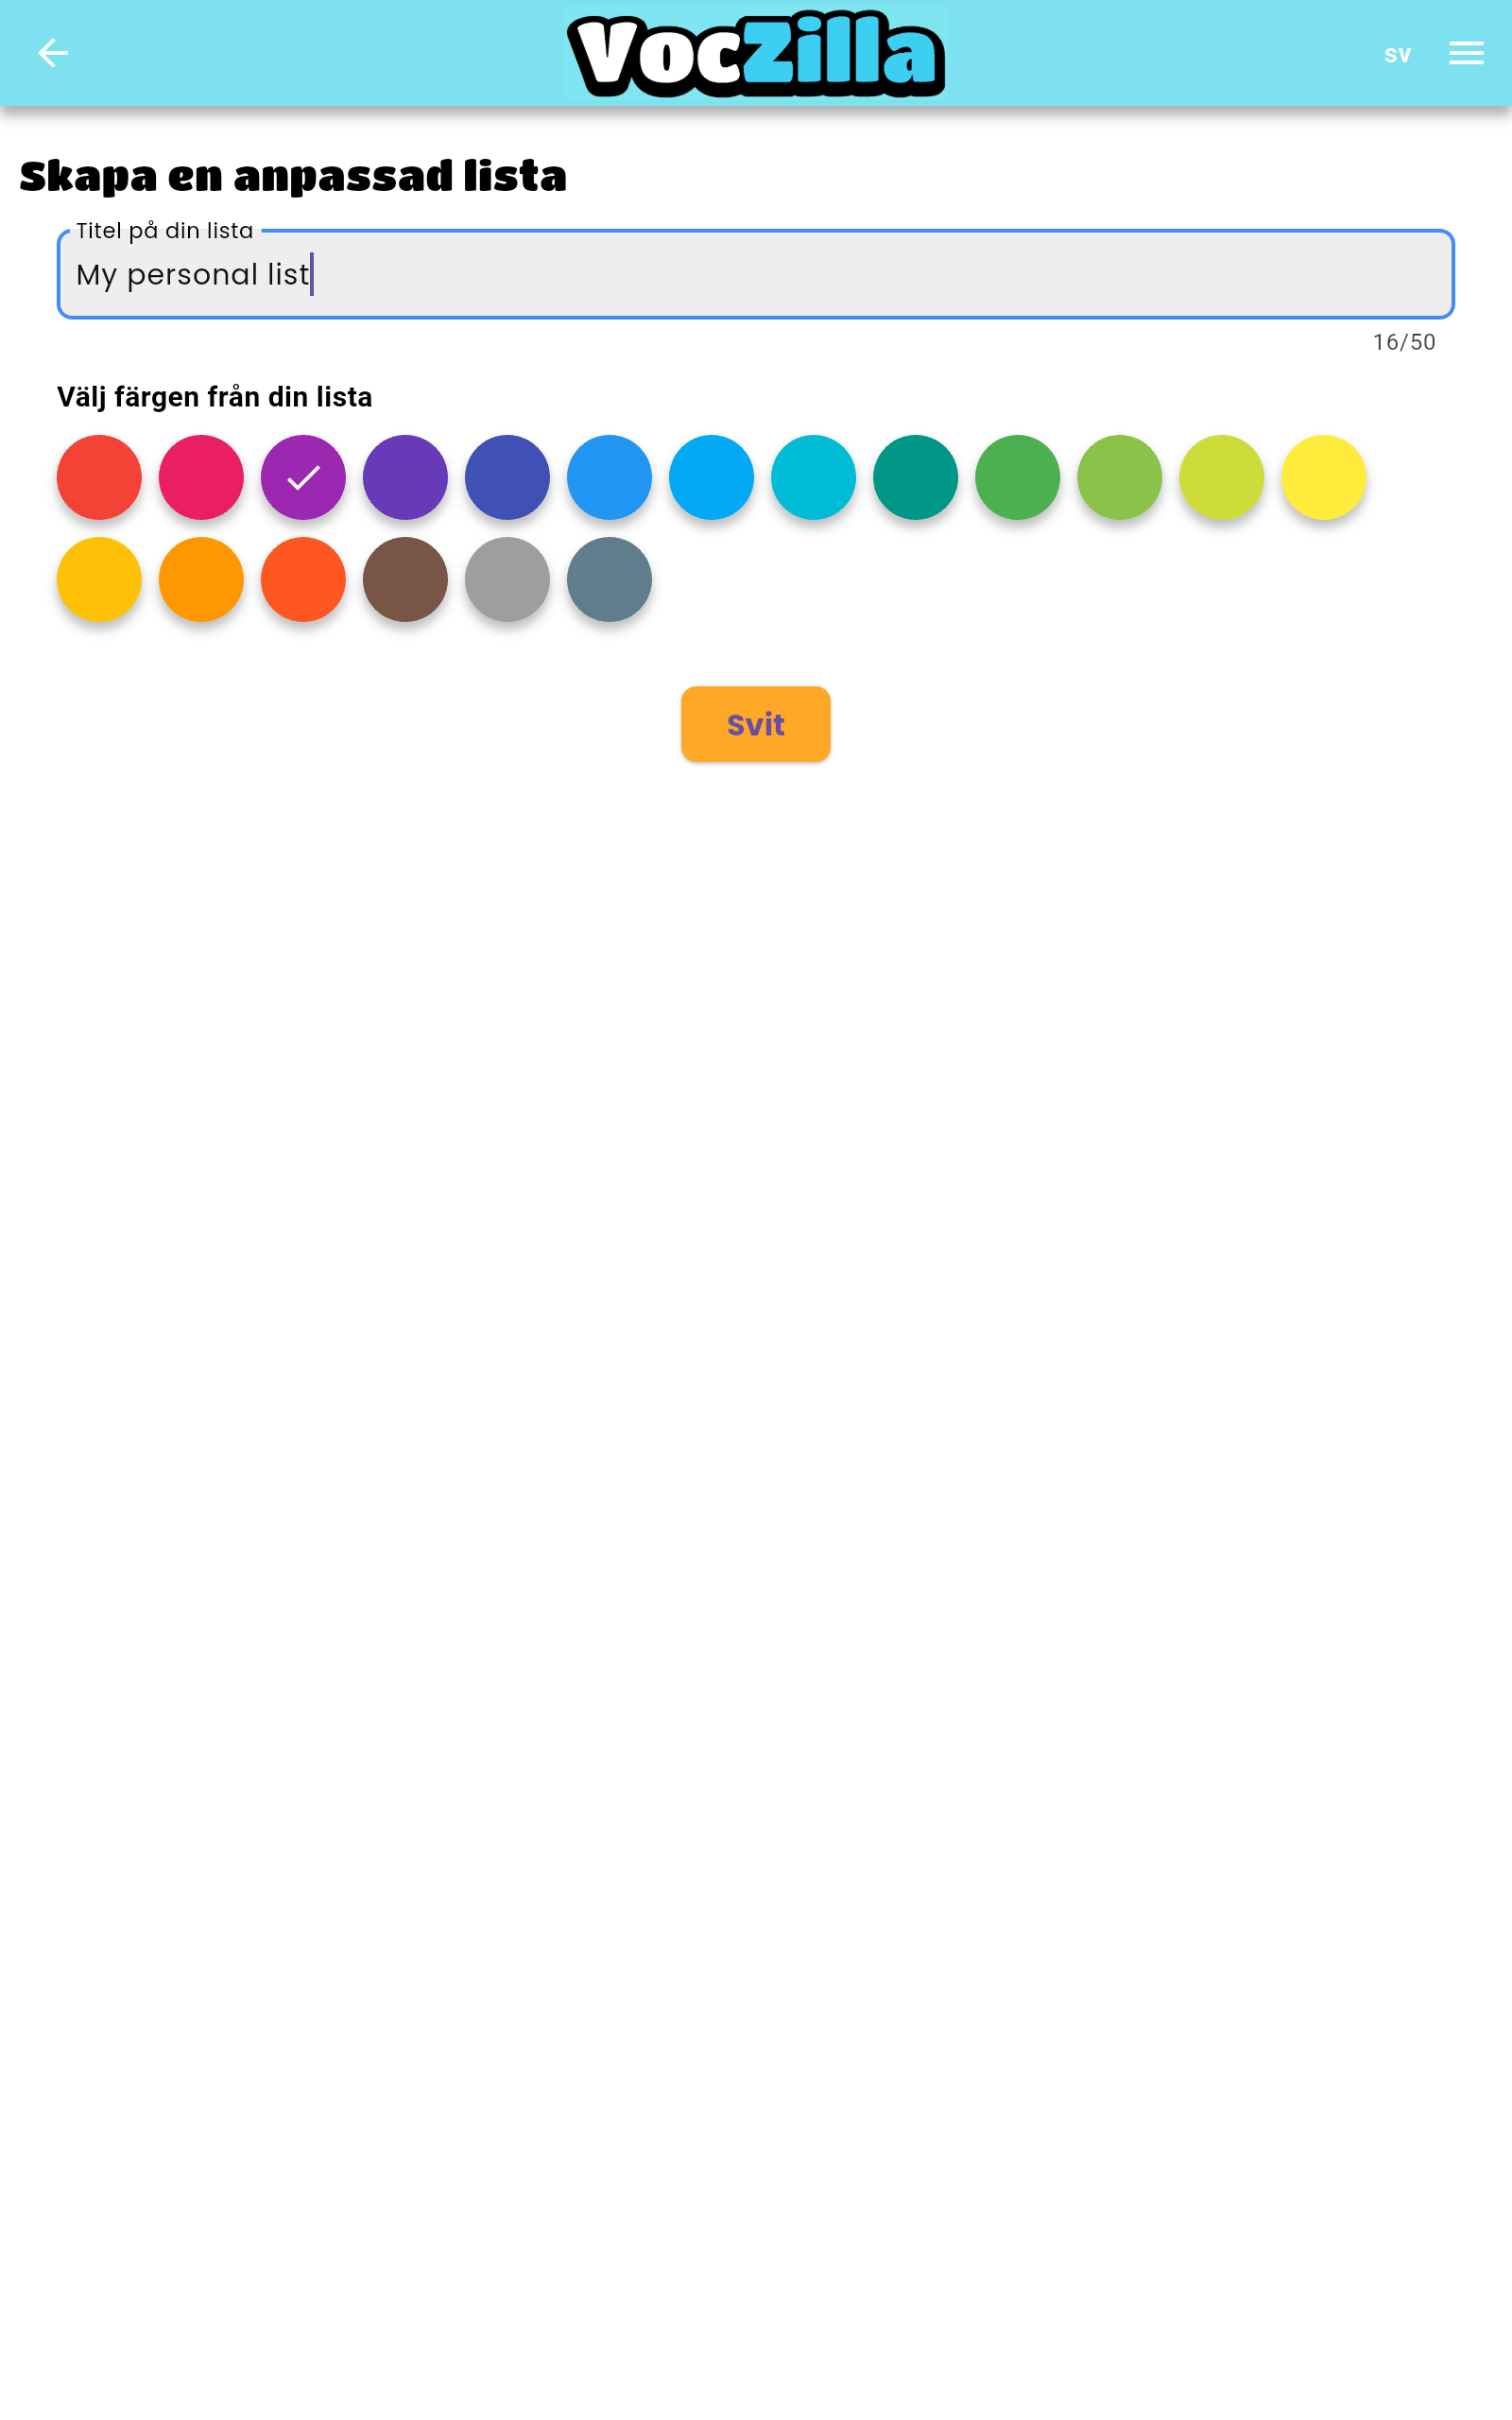 VocZilla
sv
Skapa en anpassad lista
Titel på din lista
My personal list
16/50
Välj färgen från din lista
Svit